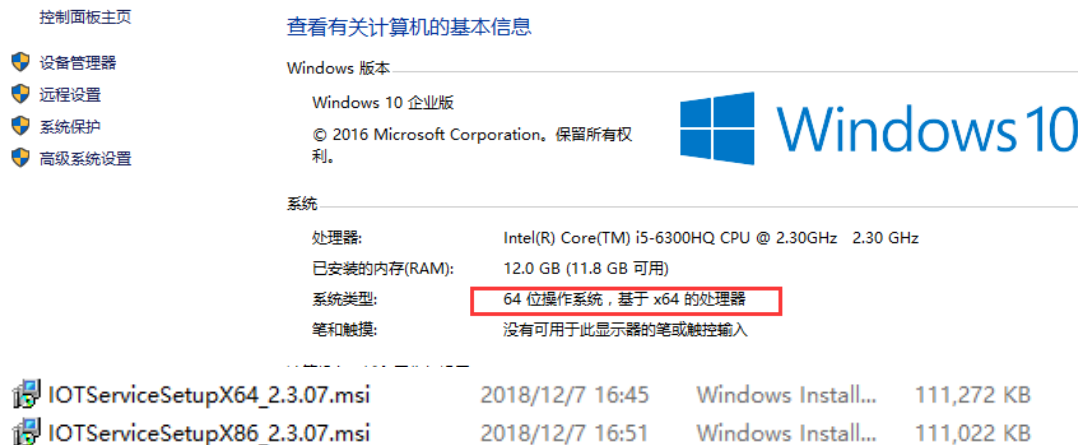 控制面板主页
查看有关计算机的基本信息
设备管理器
远程设置
系统保护
高级系统设置
Windows 版本
Windows 10 企业版
© 2016 Microsoft Corporation。保留所有权
利。
Windows 10
系统
处理器: Intel(R) Core(TM) i5-6300HQ CPU @ 2.30GHz 2.30 GHz
已安装的内存(RAM): 12.0 GB (11.8 GB 可用)
系统类型: 64 位操作系统，基于 x64 的处理器
笔和触摸: 没有可用于此显示器的笔或触控输入
IOTServiceSetupX64_2.3.07.msi 2018/12/7 16:45 Windows Install... 111,272 KB
IOTServiceSetupX86_2.3.07.msi 2018/12/7 16:51 Windows Install... 111,022 KB